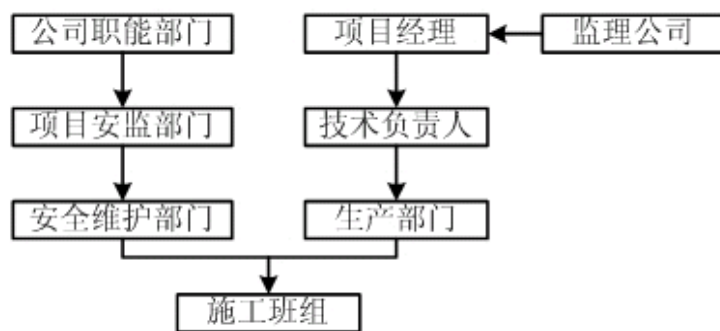 公司职能部门
项目经理
监理公司
项目安监部门
技术负责人
安全维护部门
生产部门
施工班组